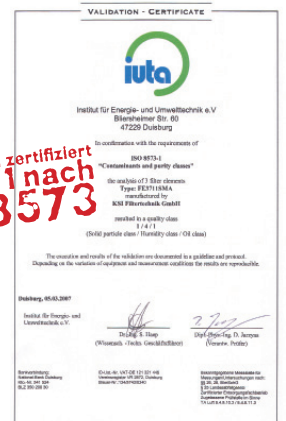 VALIDATION - CERTIFICATE
iuta
Institut für Energie- und Umwelttechnik e.V
Bliersheimer Str. 60
47229 Duisburg
In confirmation with the requirements of
ISO 8573-1
"Contaminants and purity classes"
the analysis of 3 filter elements
Type: FE3711SMA
manufactured by
KSI Filtertechnik GmbH
resulted in a quality class
1 / 4 / 1
(Solid particle class / Humidity class / Oil class)
zertifiziert
nach
8573
The execution and results of the validation are documented in a guideline and protocol.
Depending on the variation of equipment and measurement conditions the results are reproducible.
Duisburg, 05.03.2007
Institut für Energie- und
Umwelttechnik e.V.
Dr.-Ing. S. Haep
(Wissensch. -Techn. Geschäftsführer)
Dipl.-Phys.-Ing. D. Jarzyna
(Verantw. Prüfer)